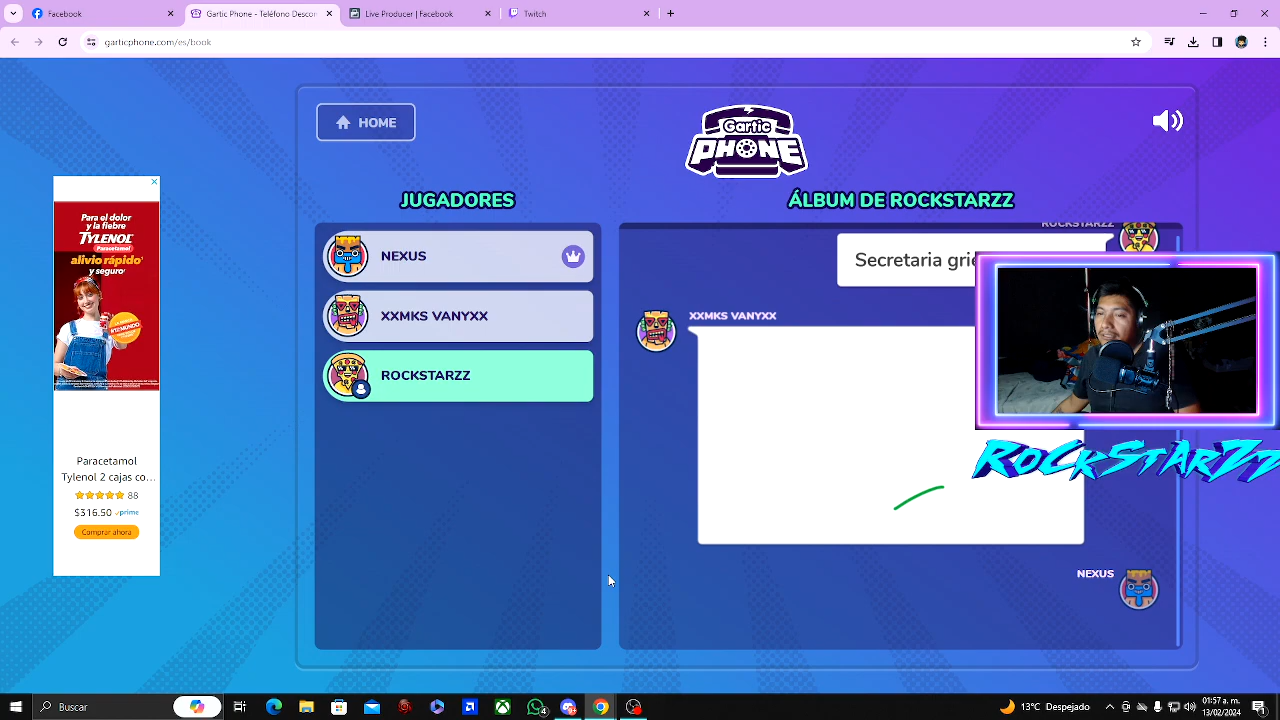 Facebook
Gartic Phone - Teléfono Descor
Live Producer | Facebook
Twitch
garticphone.com/es/book
HOME
Gartic
PHONE
JUGADORES
ÁLBUM DE ROCKSTARZZ
NEXUS
XXMKS VANYXX
ROCKSTARZZ
ROCKSTARZZ
Secretaria grie
XXMKS VANYXX
NEXUS
ROCKSTARZZ
Para el dolor
y la fiebre
TYLENOL
Paracetamol
alivio rápido
y seguro
Paracetamol
Tylenol 2 cajas co...
88
$316.50 prime
Comprar ahora
Buscar
4
13°C Despejado
01:57 a. m.
13/02/2024